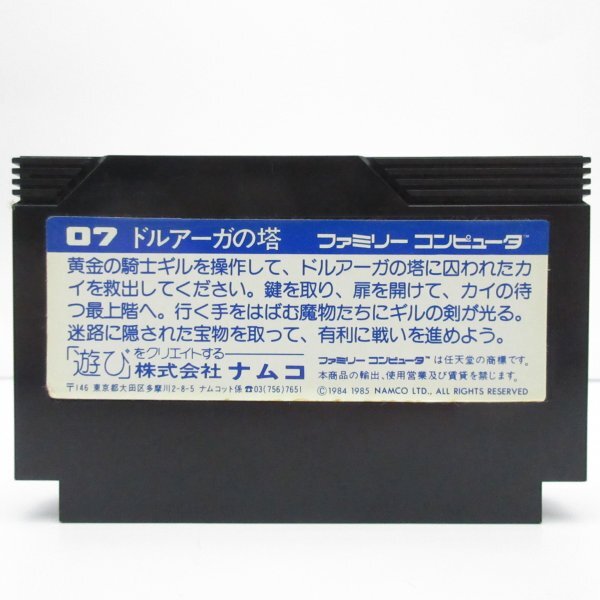 07 ドルアーガの塔 ファミリー コンピュータ™
黄金の騎士ギルを操作して、ドルアーガの塔に囚われたカ
イを救出してください。鍵を取り、扉を開けて、カイの待
つ最上階へ。行く手をはばむ魔物たちにギルの剣が光る。
迷路に隠された宝物を取って、有利に戦いを進めよう。
「遊び」をクリエイトする
株式会社 ナムコ
〒146 東京都大田区多摩川2-8-5 ナムコット係 ☎03(756)7651
ファミリー コンピュータ™は任天堂の商標です。
本商品の輸出、使用営業及び賃貸を禁じます。
©1984 1985 NAMCO LTD., ALL RIGHTS RESERVED